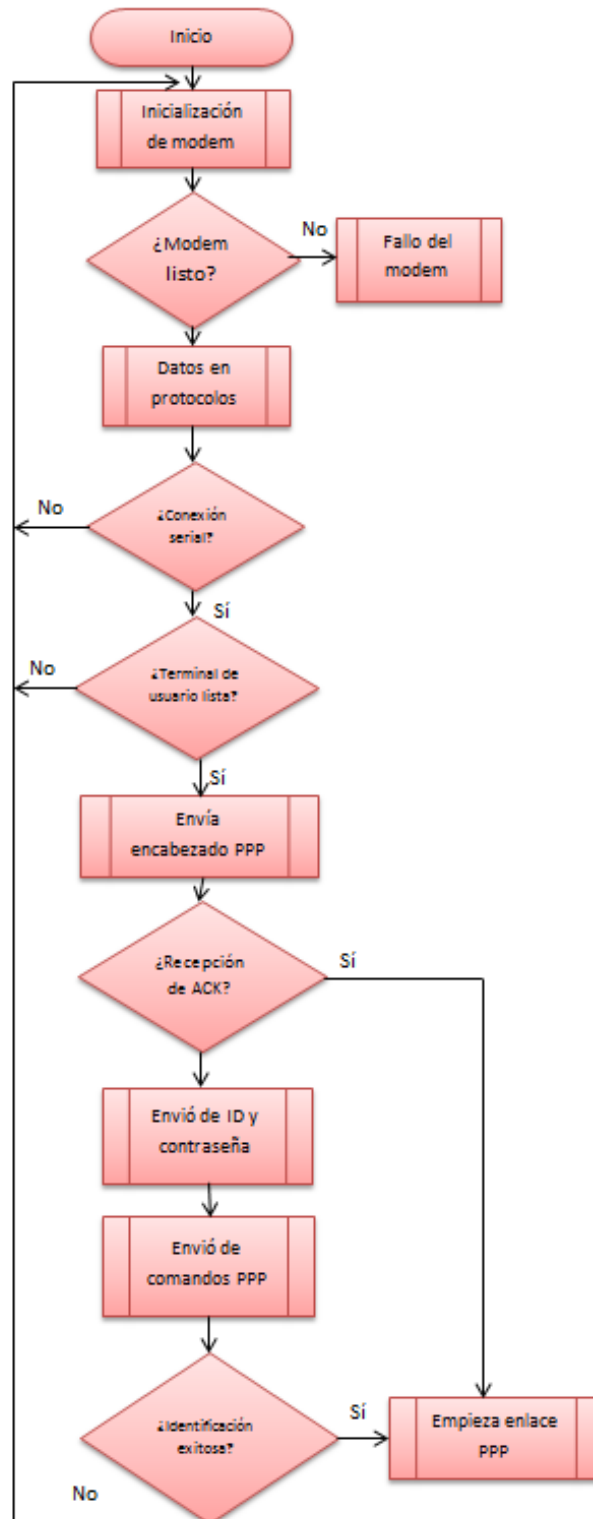 Inicio
Inicialización
de modem
¿Modem
listo?
No
Fallo del
modem
Datos en
protocolos
¿Conexión
serial?
No
Sí
¿Terminal de
usuario lista?
No
Sí
Envía
encabezado PPP
¿Recepción
de ACK?
Sí
Envió de ID y
contraseña
Envió de
comandos PPP
¿Identificación
exitosa?
Sí
Empieza enlace
PPP
No